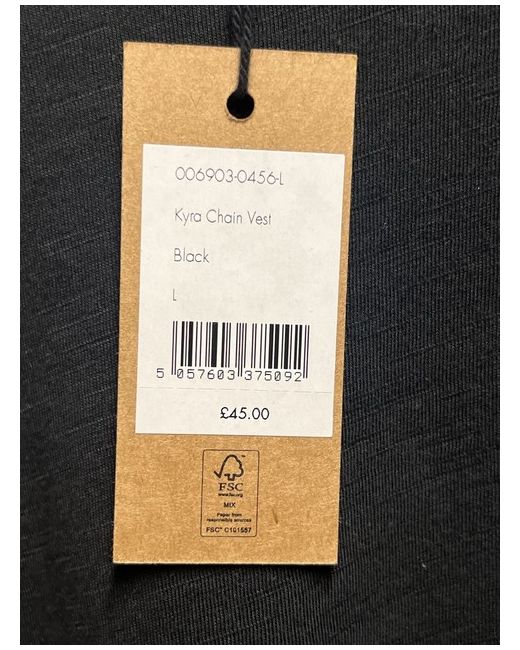 006903-0456-L
Kyra Chain Vest
Black
L
5 057603 375092
£45.00
FSC
www.fsc.org
MIX
Paper from
responsible sources
FSC® C101537